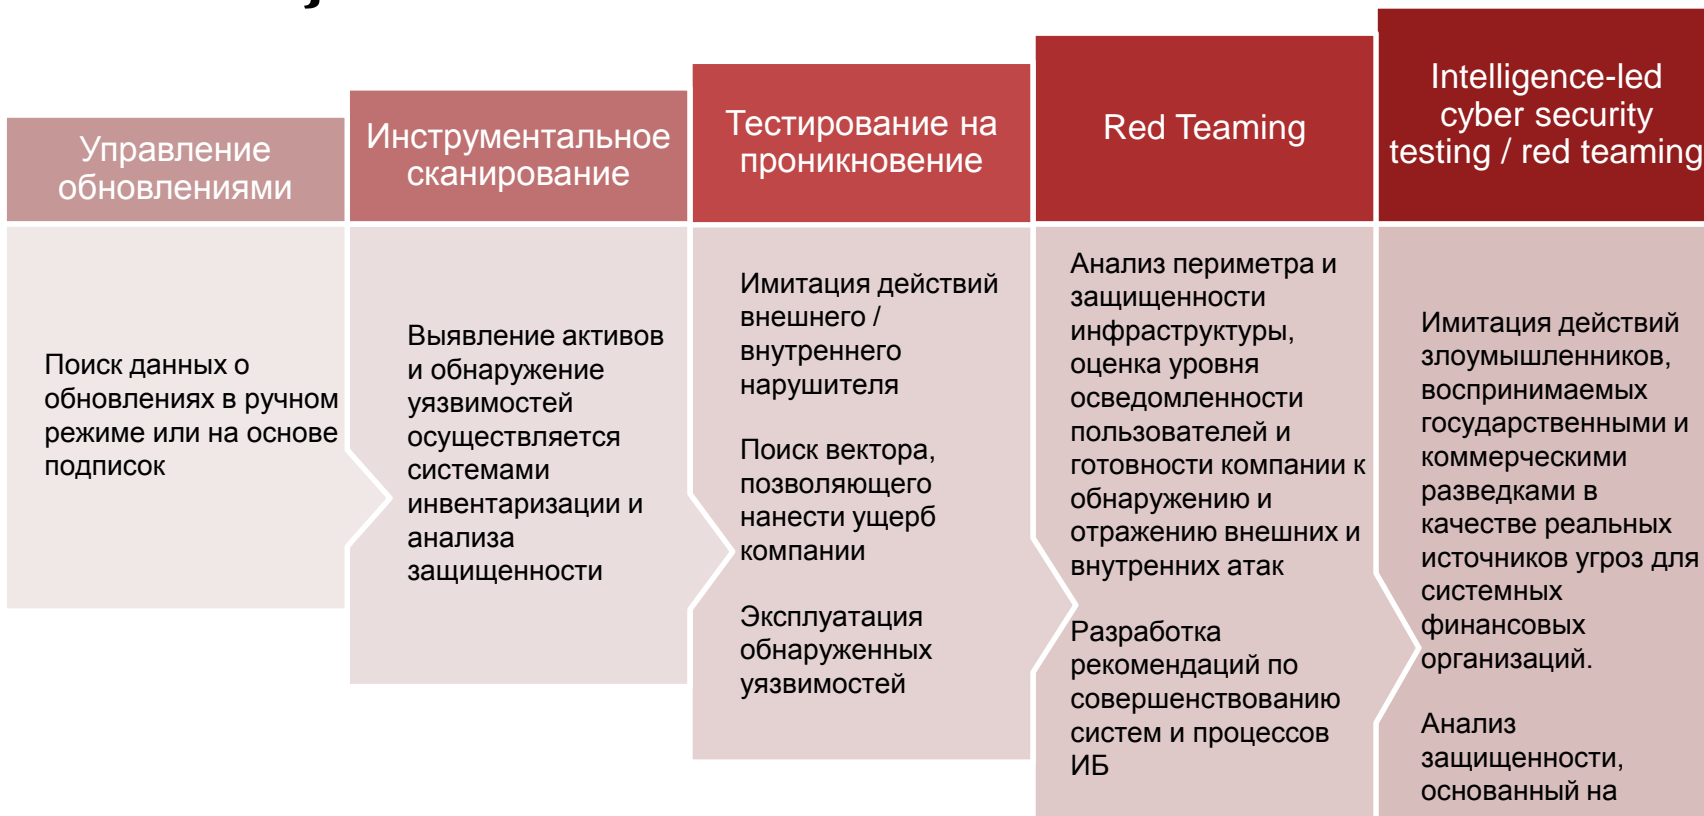 Управление
обновлениями
Инструментальное
сканирование
Тестирование на
проникновение
Red Teaming
Intelligence-led
cyber security
testing / red teaming
Поиск данных о
обновлениях в ручном
режиме или на основе
подписок
Выявление активов
и обнаружение
уязвимостей
осуществляется
системами
инвентаризации и
анализа
защищенности
Имитация действий
внешнего /
внутреннего
нарушителя
Поиск вектора,
позволяющего
нанести ущерб
компании
Эксплуатация
обнаруженных
уязвимостей
Анализ периметра и
защищенности
инфраструктуры,
оценка уровня
осведомленности
пользователей и
готовности компании к
обнаружению и
отражению внешних и
внутренних атак
Разработка
рекомендаций по
совершенствованию
систем и процессов
ИБ
Имитация действий
злоумышленников,
воспринимаемых
государственными и
коммерческими
разведками в
качестве реальных
источников угроз для
системных
финансовых
организаций.
Анализ
защищенности,
основанный на